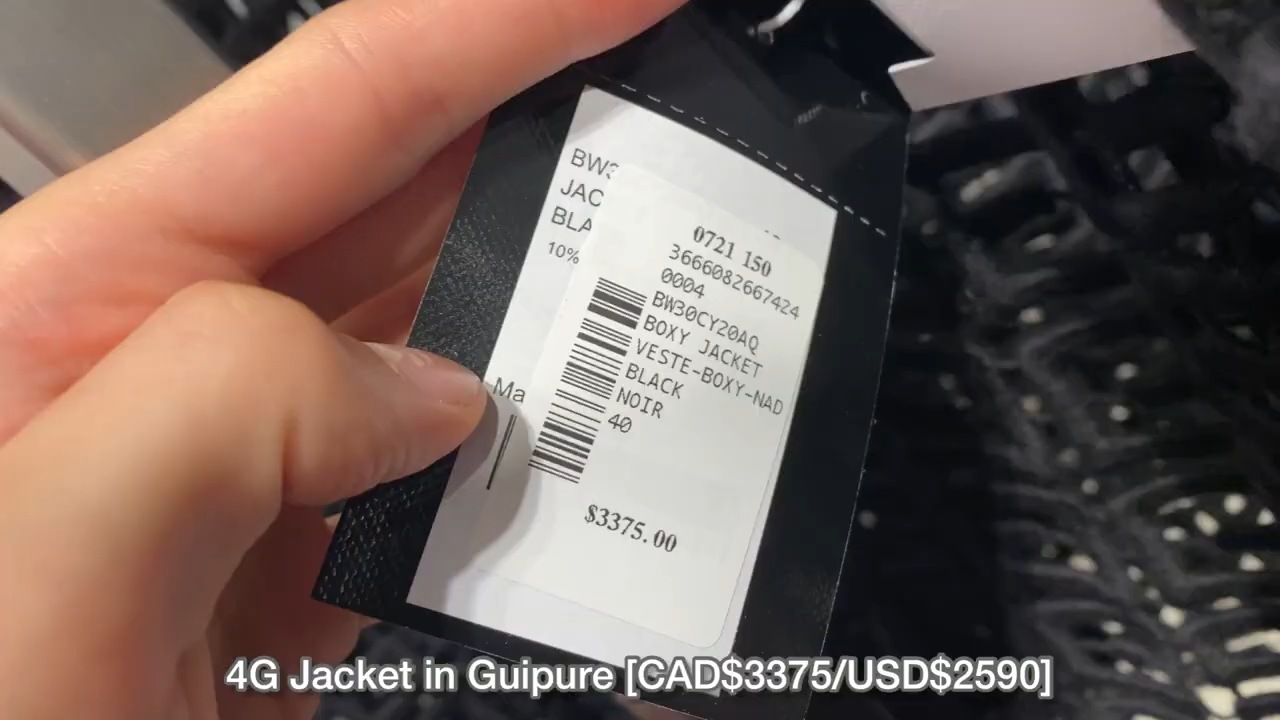 BW3
JAC
BLA
10%
Ma
0721 150
3666082667424
0004
BW30CY20AQ
BOXY JACKET
VESTE-BOXY-NAD
BLACK
NOIR
40
$3375.00
4G Jacket in Guipure [CAD$3375/USD$2590]